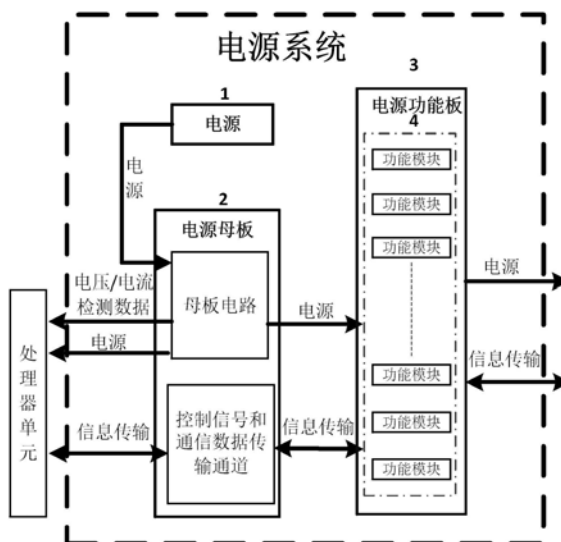 电源系统
1
电源
电
源
2
电源母板
母板电路
控制信号和
通信数据传
输通道
电压/电流
检测数据
电源
信息传输
处
理
器
单
元
电源
信息传输
3
电源功能板
4
功能模块
功能模块
功能模块
功能模块
功能模块
功能模块
电源
信息传输